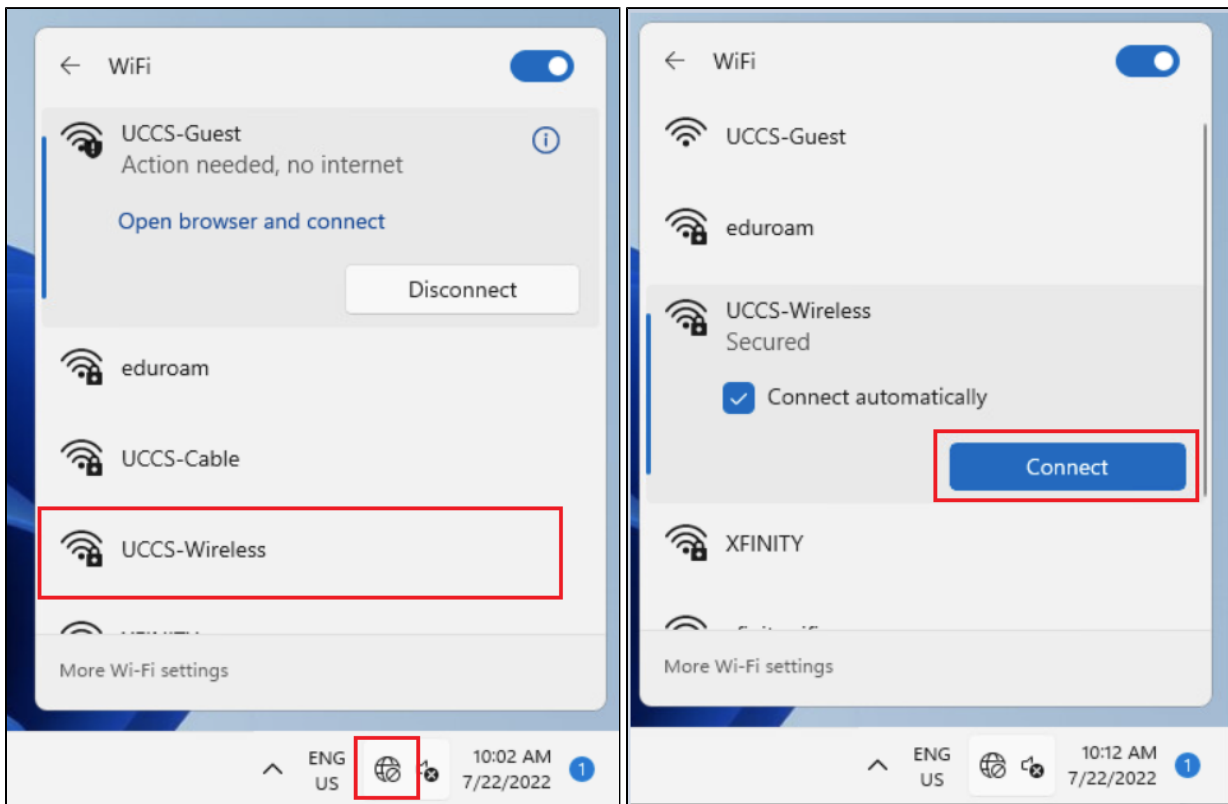 WiFi
UCCS-Guest
Action needed, no internet
Open browser and connect
Disconnect
eduroam
UCCS-Cable
UCCS-Wireless
More Wi-Fi settings
ENG
US
10:02 AM
7/22/2022
1
WiFi
UCCS-Guest
eduroam
UCCS-Wireless
Secured
Connect automatically
Connect
XFINITY
More Wi-Fi settings
ENG
US
10:12 AM
7/22/2022
1